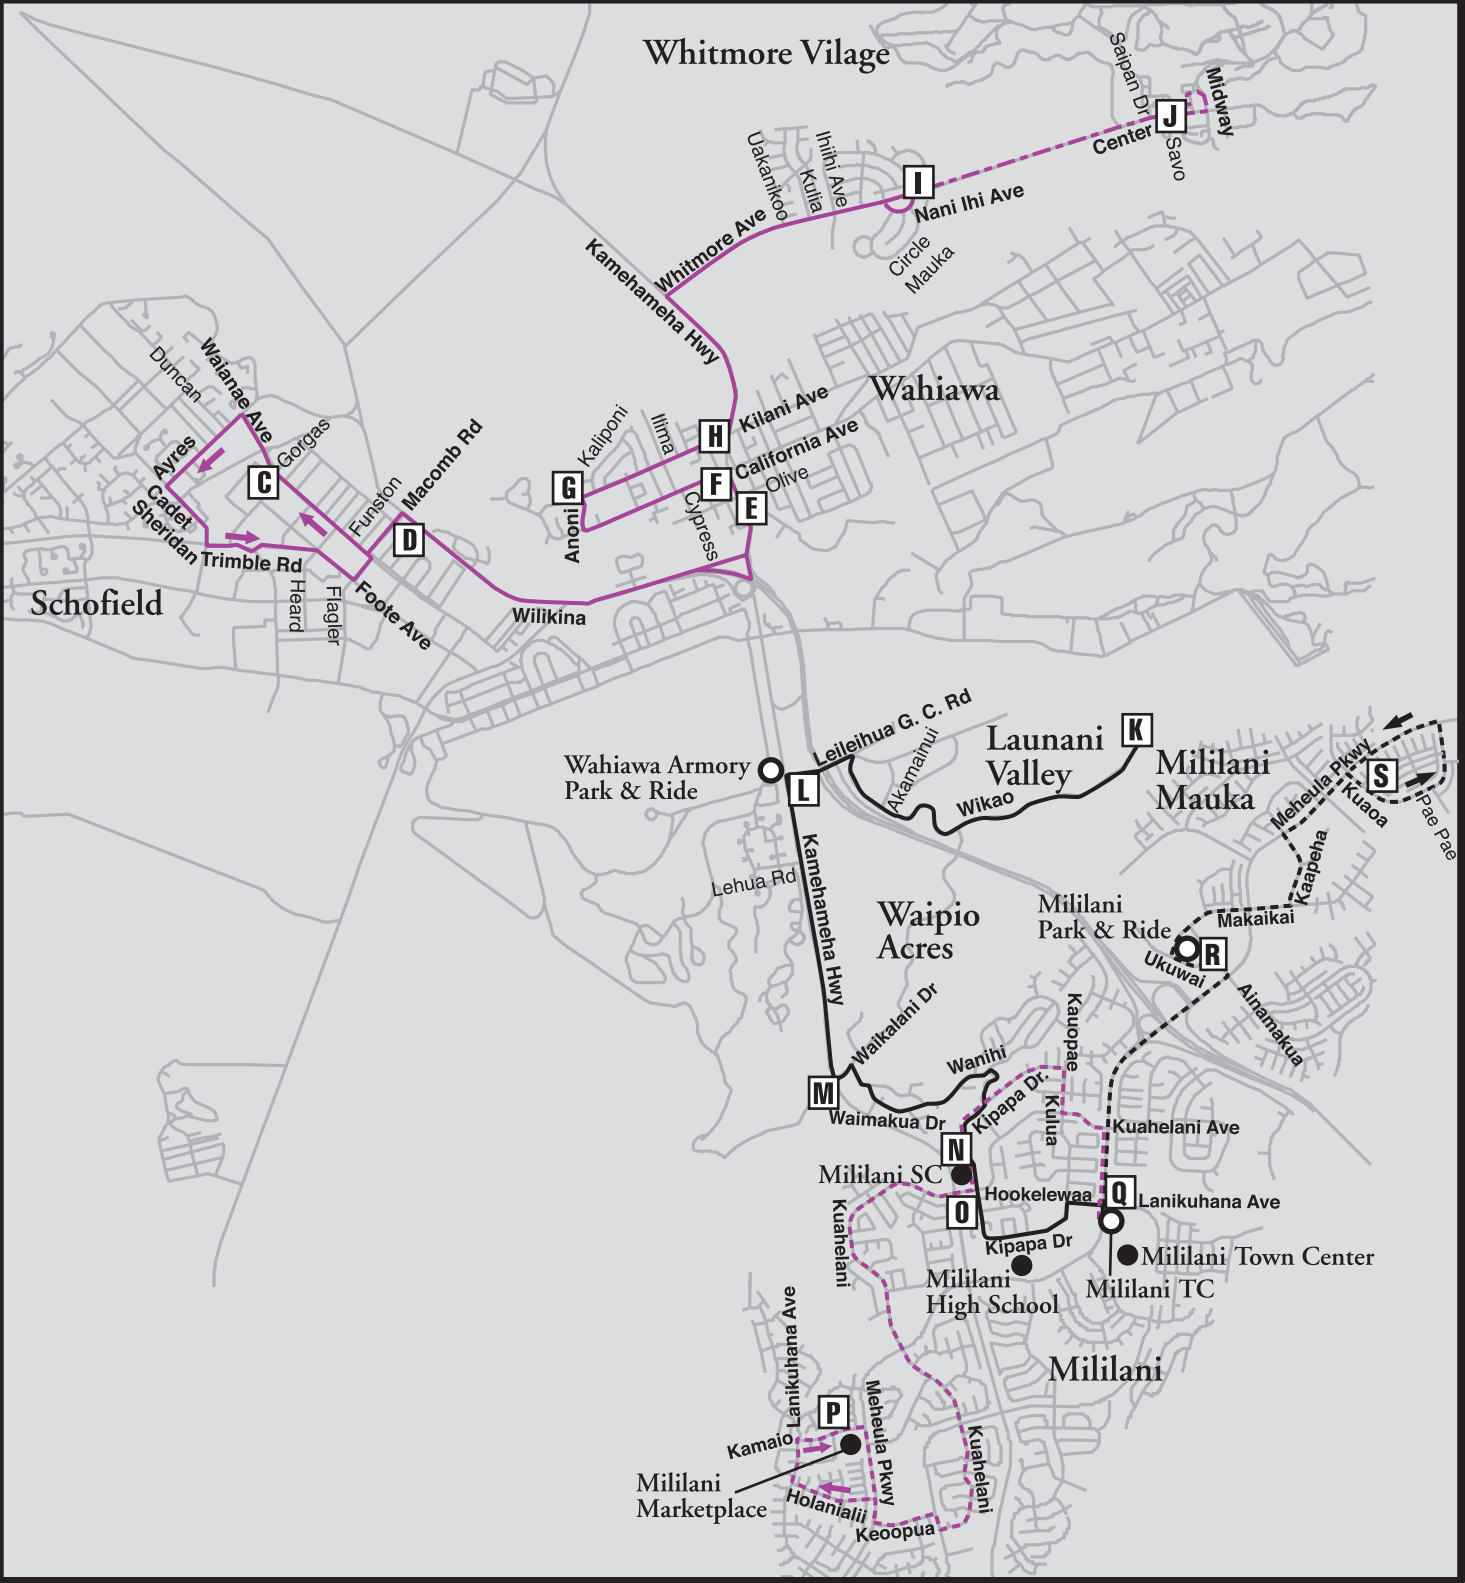 Whitmore Vilage
Saipan Dr
Midway
J
Center
Savo
Uakanikoo
Kulia
Ihiihi Ave
I
Nani Ihi Ave
Circle
Mauka
Whitmore Ave
Kamehameha Hwy
Wahiawa
Duncan
Waianae Ave
Gorgas
Ayres
C
Cadet
Sheridan
Trimble Rd
Heard
Flagler
Foote Ave
Funston
Macomb Rd
D
Schofield
Wilikina
Kaliponi
Ilima
H
Kilani Ave
G
F
California Ave
Olive
E
Anoni
Cypress
Wahiawa Armory
Park & Ride
L
Leileihua G. C. Rd
Akamainui
Wikao
Launani
Valley
K
Mililani
Mauka
Meheula Pkwy
S
Kuaoa
Pae Pae
Kaapeha
Makaikai
Mililani
Park & Ride
R
Ukuwai
Ainamakua
Lehua Rd
Kamehameha Hwy
Waipio
Acres
Waikalani Dr
M
Waimakua Dr
Wanihi
Kipapa Dr.
Kauopae
Kulua
Kuahelani Ave
N
Mililani SC
O
Hookelewaa
Q
Lanikuhana Ave
Kipapa Dr
Mililani
High School
Mililani Town Center
Mililani TC
Kuahelani
Mililani
Lanikuhana Ave
P
Meheula Pkwy
Kamaio
Mililani
Marketplace
Holanialii
Keoopua
Kuahelani